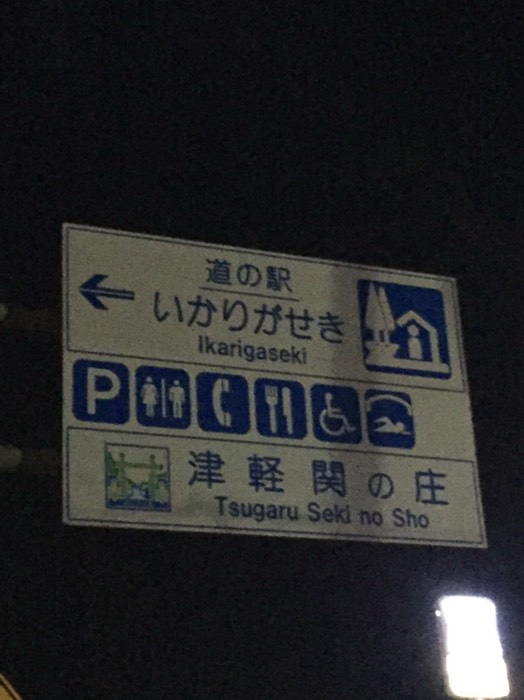 道の駅
いかりがせき
Ikarigaseki
P
津軽関の庄
Tsugaru Seki no Sho